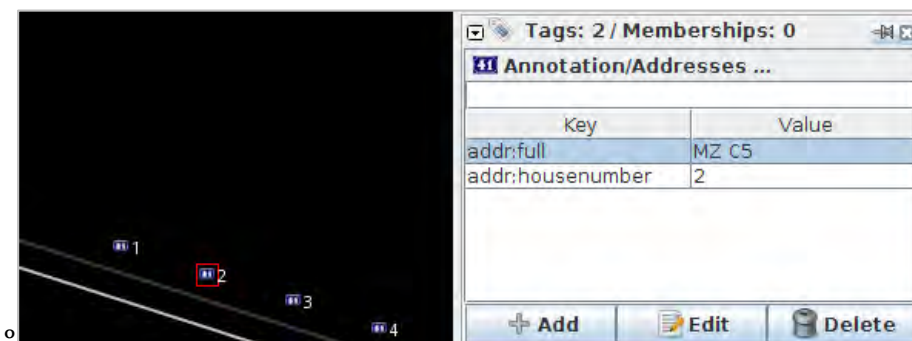 Tags: 2 / Memberships: 0
41 Annotation/Addresses ...
Key Value
addr:full MZ C5
addr:housenumber 2
1
2
3
4
Add Edit Delete
o